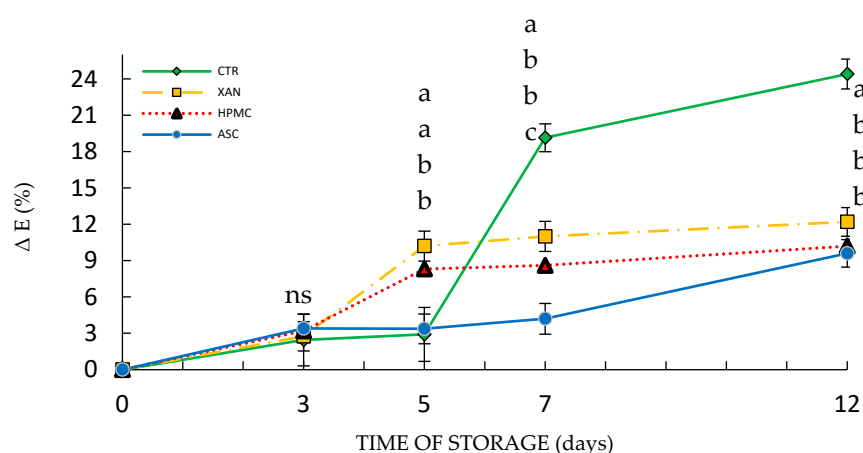 Δ E (%)
24
21
18
15
12
9
6
3
0
CTR
XAN
HPMC
ASC
ns
a
a
b
b
a
b
b
c
a
b
b
b
0
3
5
7
12
TIME OF STORAGE (days)